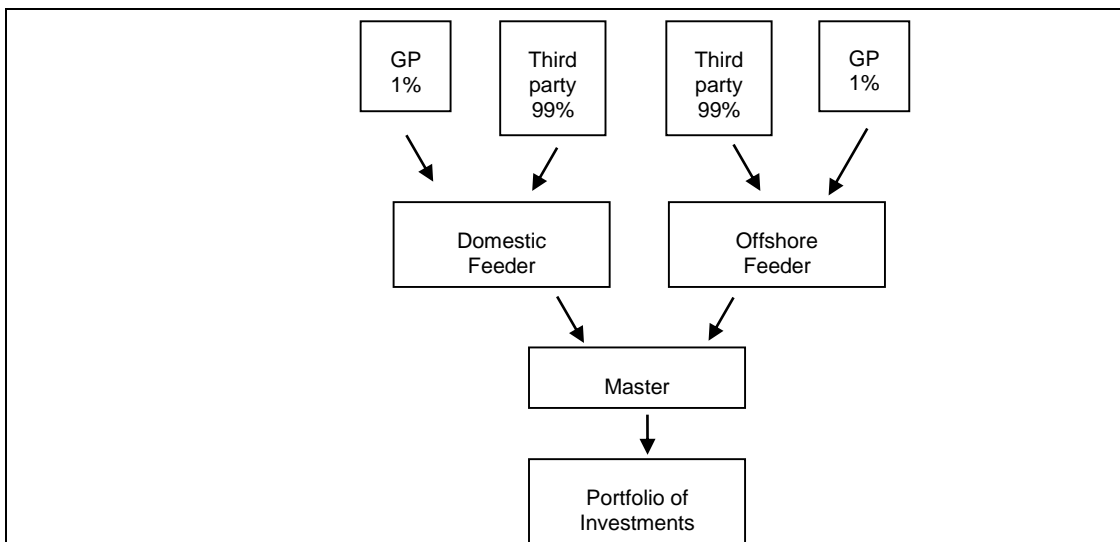 GP
1%
Third
party
99%
Third
party
99%
GP
1%
Domestic
Feeder
Offshore
Feeder
Master
Portfolio of
Investments